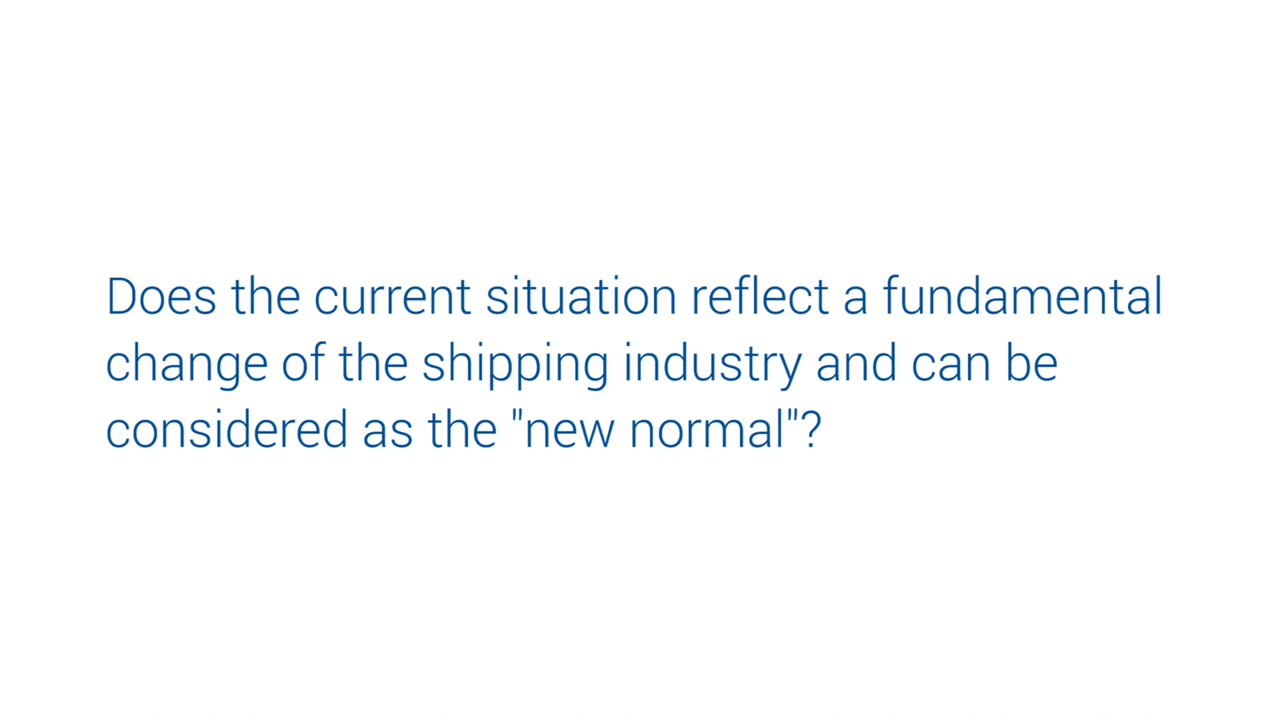 Does the current situation reflect a fundamental
change of the shipping industry and can be
considered as the "new normal"?